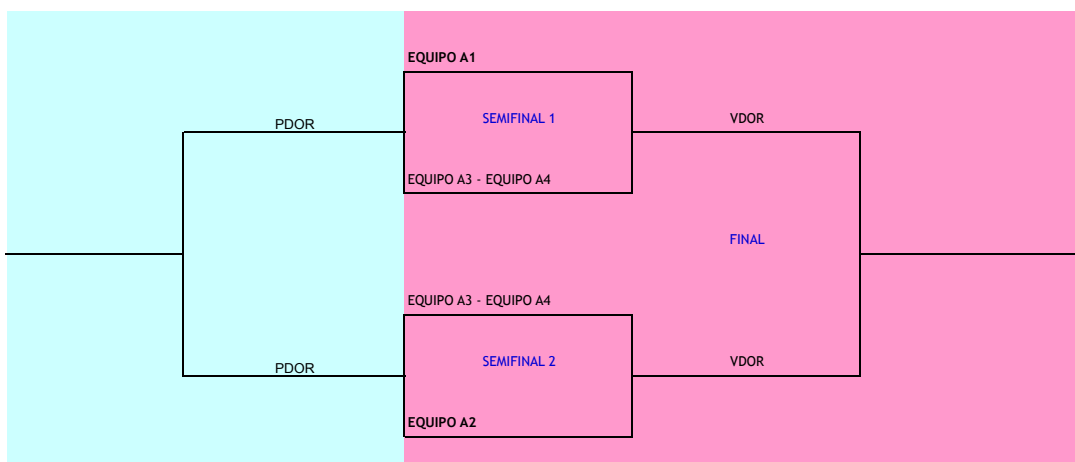 EQUIPO A1
PDOR
SEMIFINAL 1
VDOR
EQUIPO A3 - EQUIPO A4
FINAL
EQUIPO A3 - EQUIPO A4
PDOR
SEMIFINAL 2
VDOR
EQUIPO A2